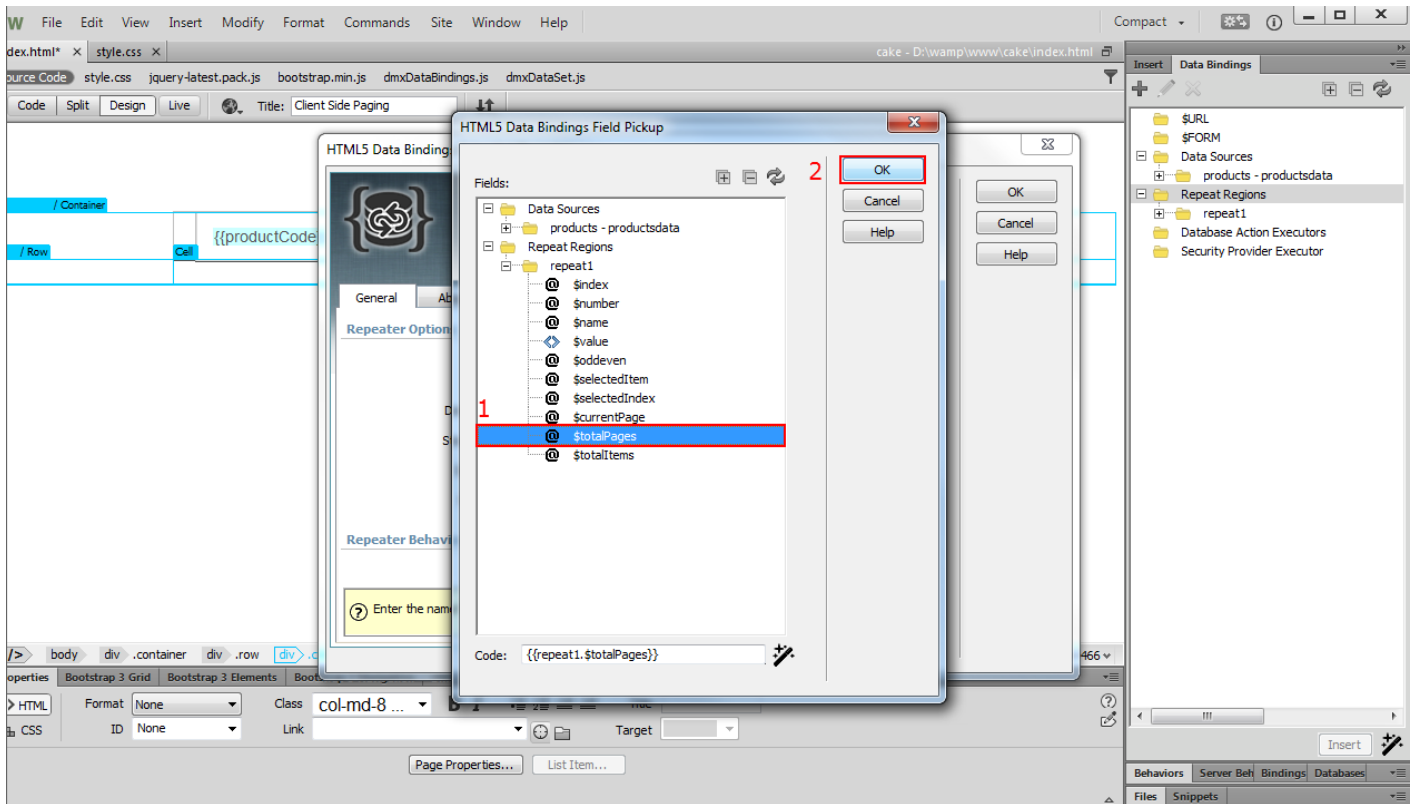 W File Edit View Insert Modify Format Commands Site Window Help Compact
dex.html* style.css cake - D:\wamp\www\cake\index.html
ource Code style.css jquery-latest.pack.js bootstrap.min.js dmxDataBindings.js dmxDataSet.js
Code Split Design Live Title: Client Side Paging
HTML5 Data Binding
/ Container
{{productCode
/ Row
Cell
General Ab
Repeater Option
D
S
Repeater Behavi
Enter the nam
OK
Cancel
Help
HTML5 Data Bindings Field Pickup
Fields:
Data Sources
products - productsdata
Repeat Regions
repeat1
@ $index
@ $number
@ $name
$value
@ $oddeven
@ $selectedItem
@ $selectedIndex
@ $currentPage
1
@ $totalPages
@ $totalItems
Code: {{repeat1.$totalPages}}
2
OK
Cancel
Help
Insert Data Bindings
$URL
$FORM
Data Sources
products - productsdata
Repeat Regions
repeat1
Database Action Executors
Security Provider Executor
Insert
Behaviors Server Beh Bindings Databases
Files Snippets
/> body div .container div .row div .c 466
operties Bootstrap 3 Grid Bootstrap 3 Elements Boot
HTML Format None Class col-md-8 ... B I
CSS ID None Link Target
Page Properties... List Item...